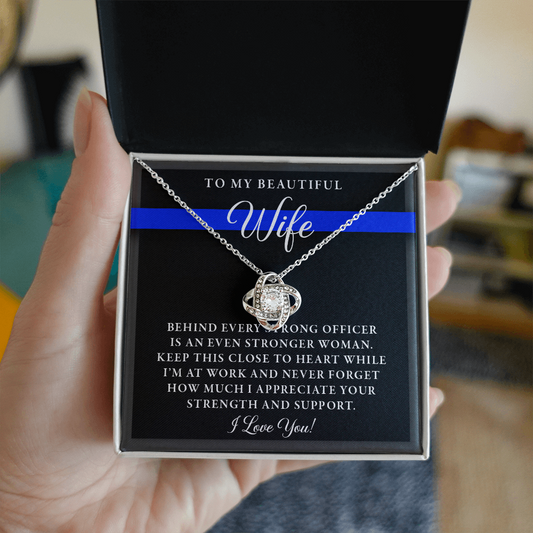 TO MY BEAUTIFUL
Wife
BEHIND EVERY STRONG OFFICER
IS AN EVEN STRONGER WOMAN.
KEEP THIS CLOSE TO HEART WHILE
I'M AT WORK AND NEVER FORGET
HOW MUCH I APPRECIATE YOUR
STRENGTH AND SUPPORT.
I Love You!